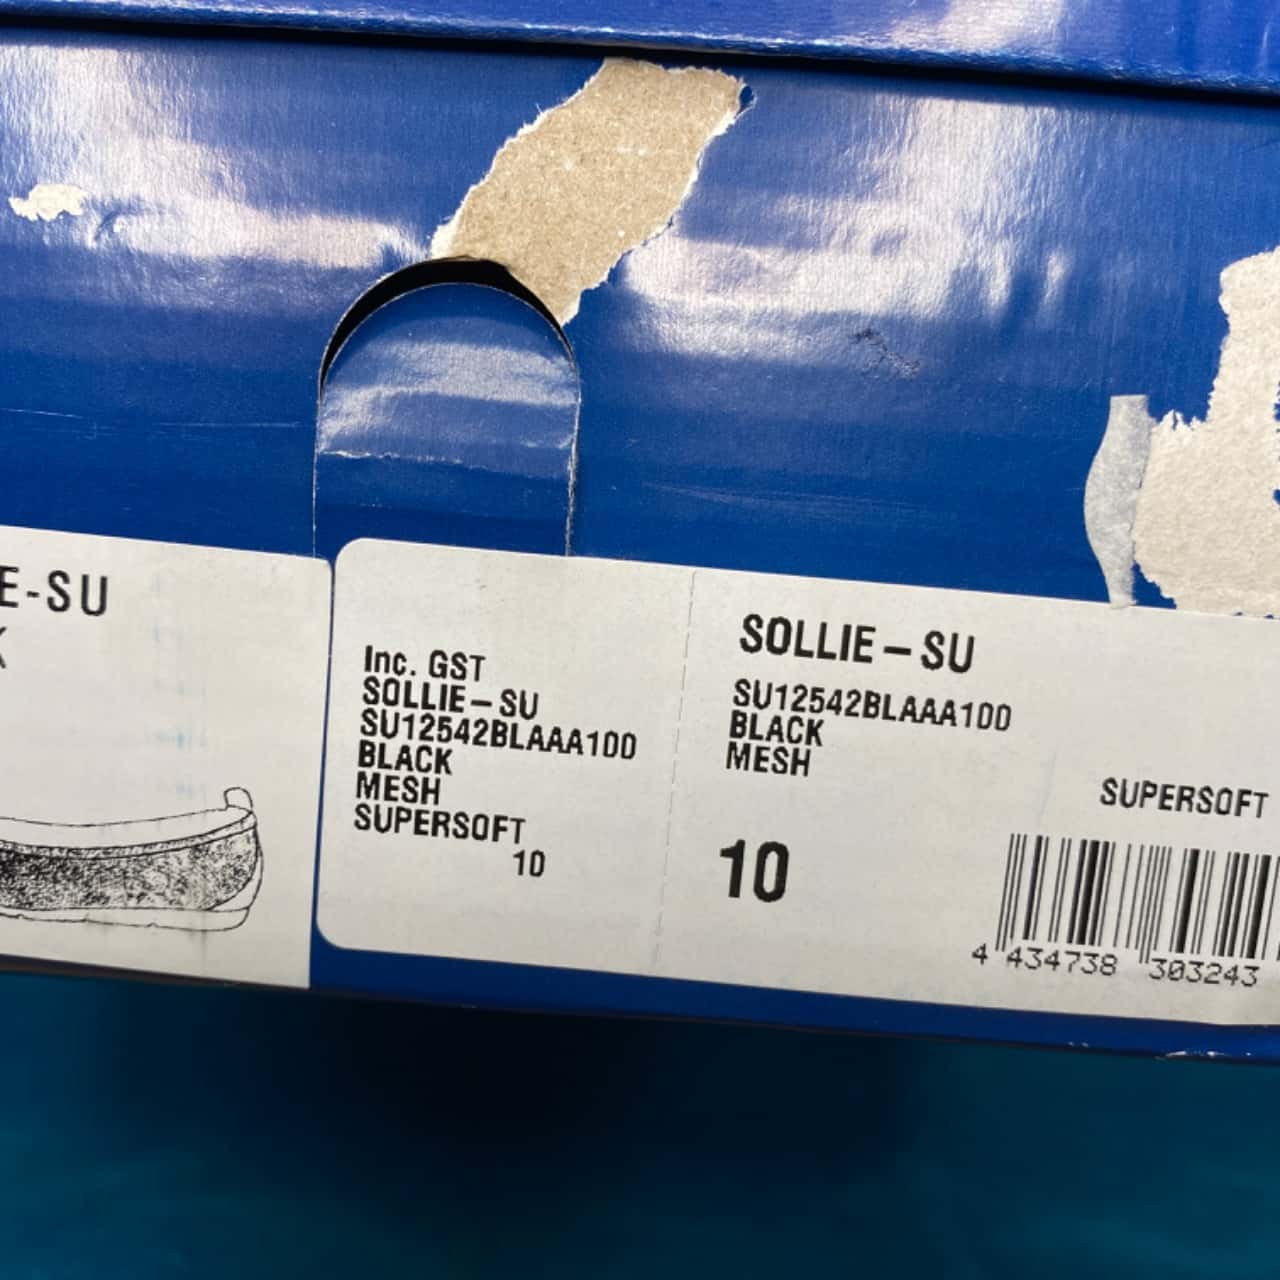 E-SU
K
Inc. GST
SOLLIE-SU
SU12542BLAAA100
BLACK
MESH
SUPERSOFT
10
SOLLIE-SU
SU12542BLAAA100
BLACK
MESH
SUPERSOFT
10
4 434738 303243